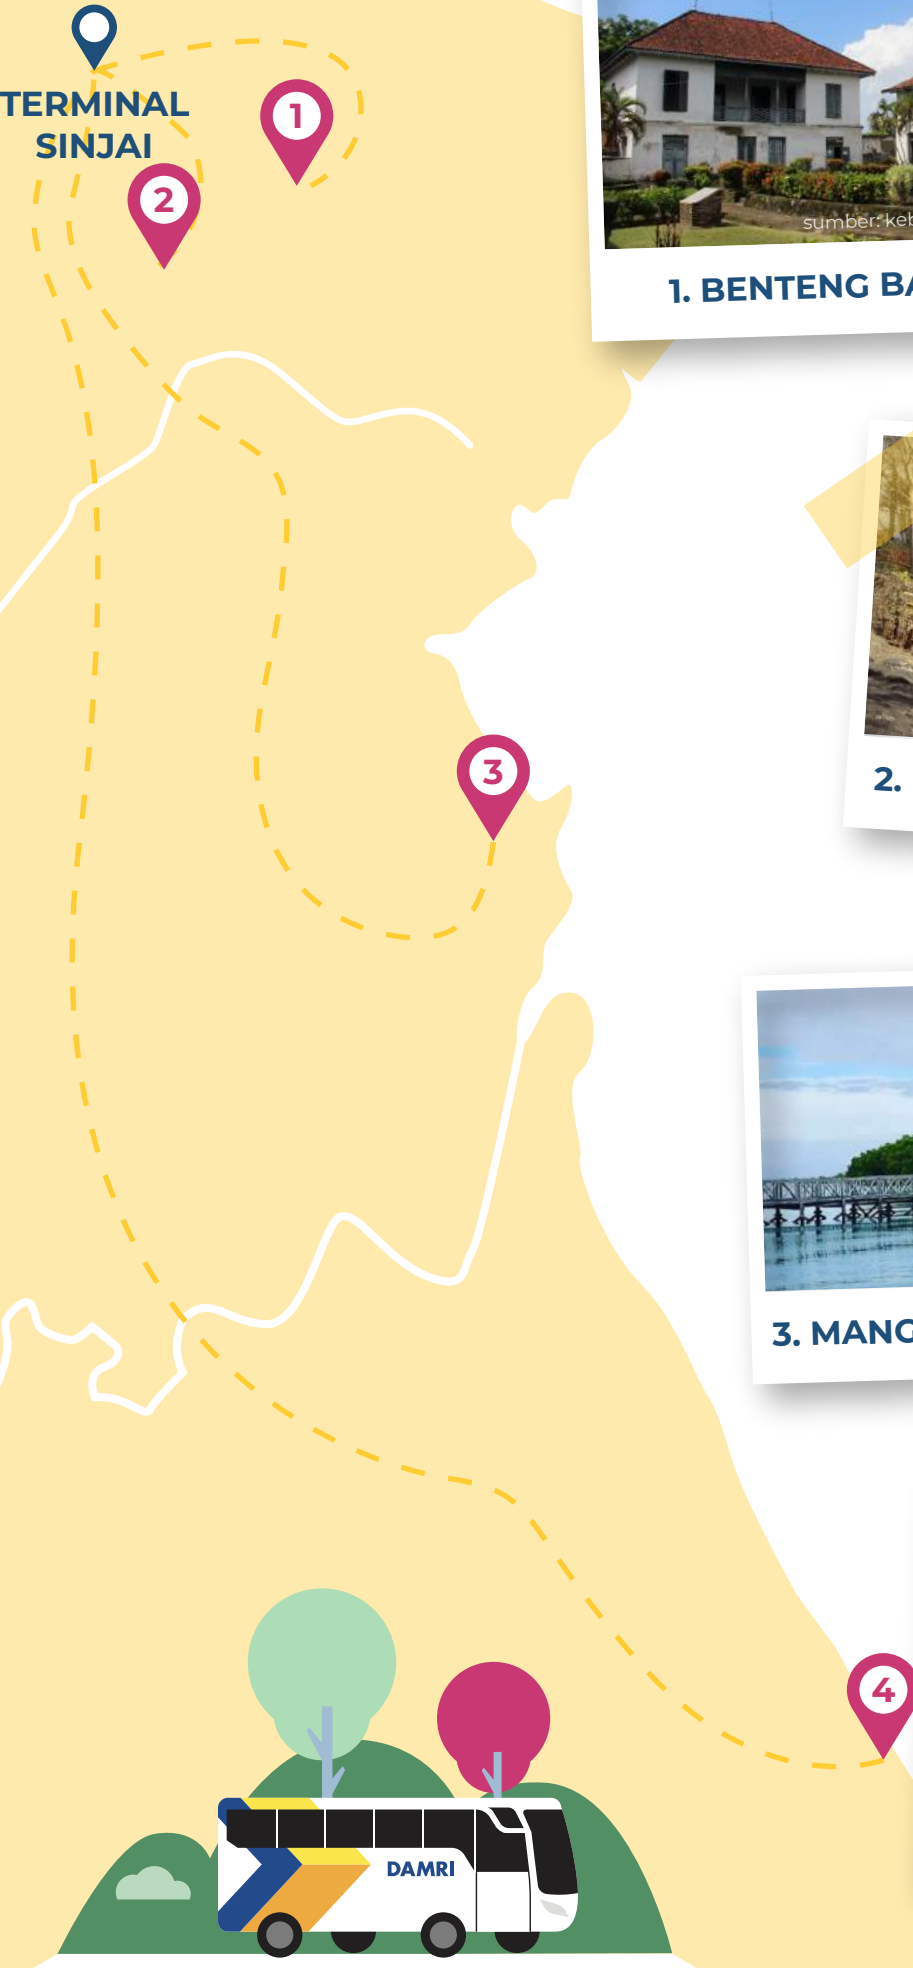 TERMINAL
SINJAI
1
2
sumber: keb
1. BENTENG BA
3
2.
3. MANG
4
DAMRI